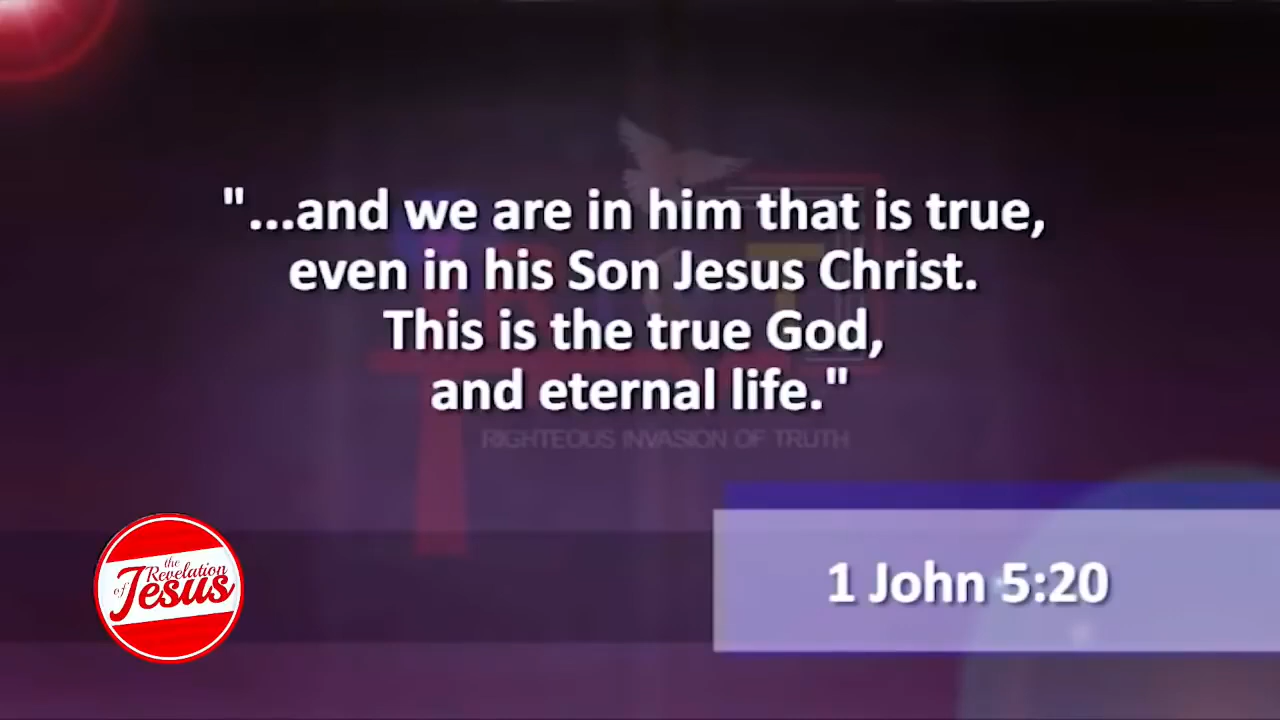 "...and we are in him that is true,
even in his Son Jesus Christ.
This is the true God,
and eternal life."
RIGHTEOUS INVASION OF TRUTH
the
Revelation
of Jesus
1 John 5:20